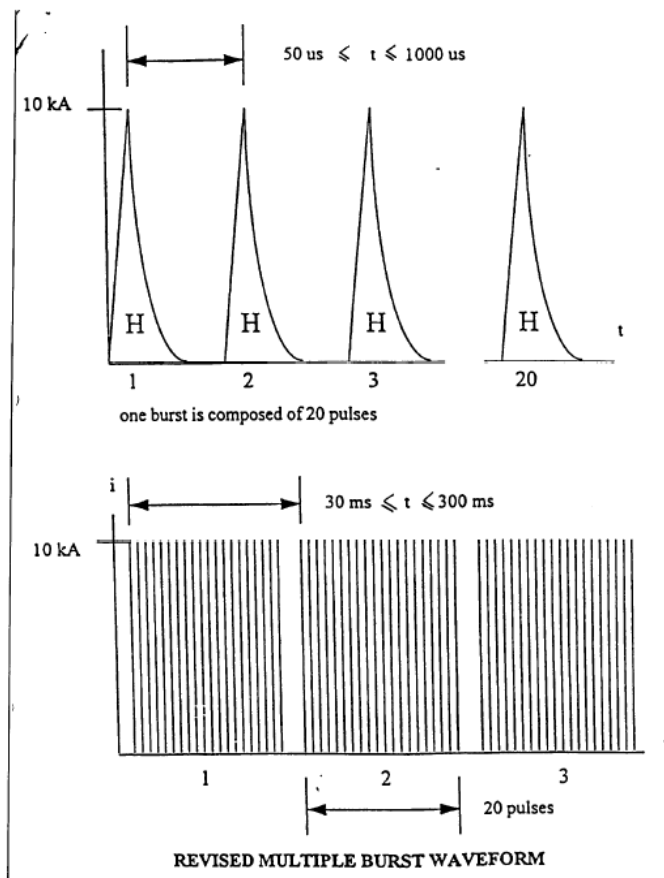 50 us ⩽ t ⩽ 1000 us
10 kA
H H H H
t
1 2 3 20
one burst is composed of 20 pulses
i
30 ms ⩽ t ⩽ 300 ms
10 kA
1 2 3
20 pulses
REVISED MULTIPLE BURST WAVEFORM